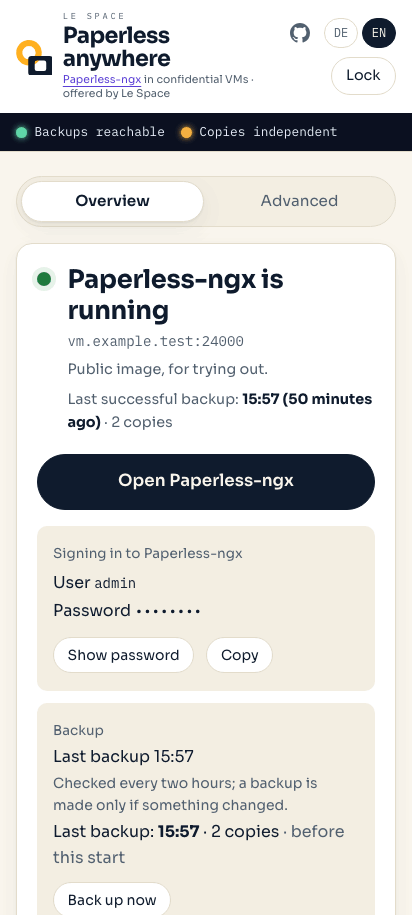 LE SPACE
Paperless
anywhere
Paperless-ngx in confidential VMs ·
offered by Le Space
DE
EN
Lock
Backups reachable
Copies independent
Overview
Advanced
Paperless-ngx is
running
vm.example.test:24000
Public image, for trying out.
Last successful backup: 15:57 (50 minutes
ago) · 2 copies
Open Paperless-ngx
Signing in to Paperless-ngx
User admin
Password ••••••••
Show password
Copy
Backup
Last backup 15:57
Checked every two hours; a backup is
made only if something changed.
Last backup: 15:57 · 2 copies · before
this start
Back up now